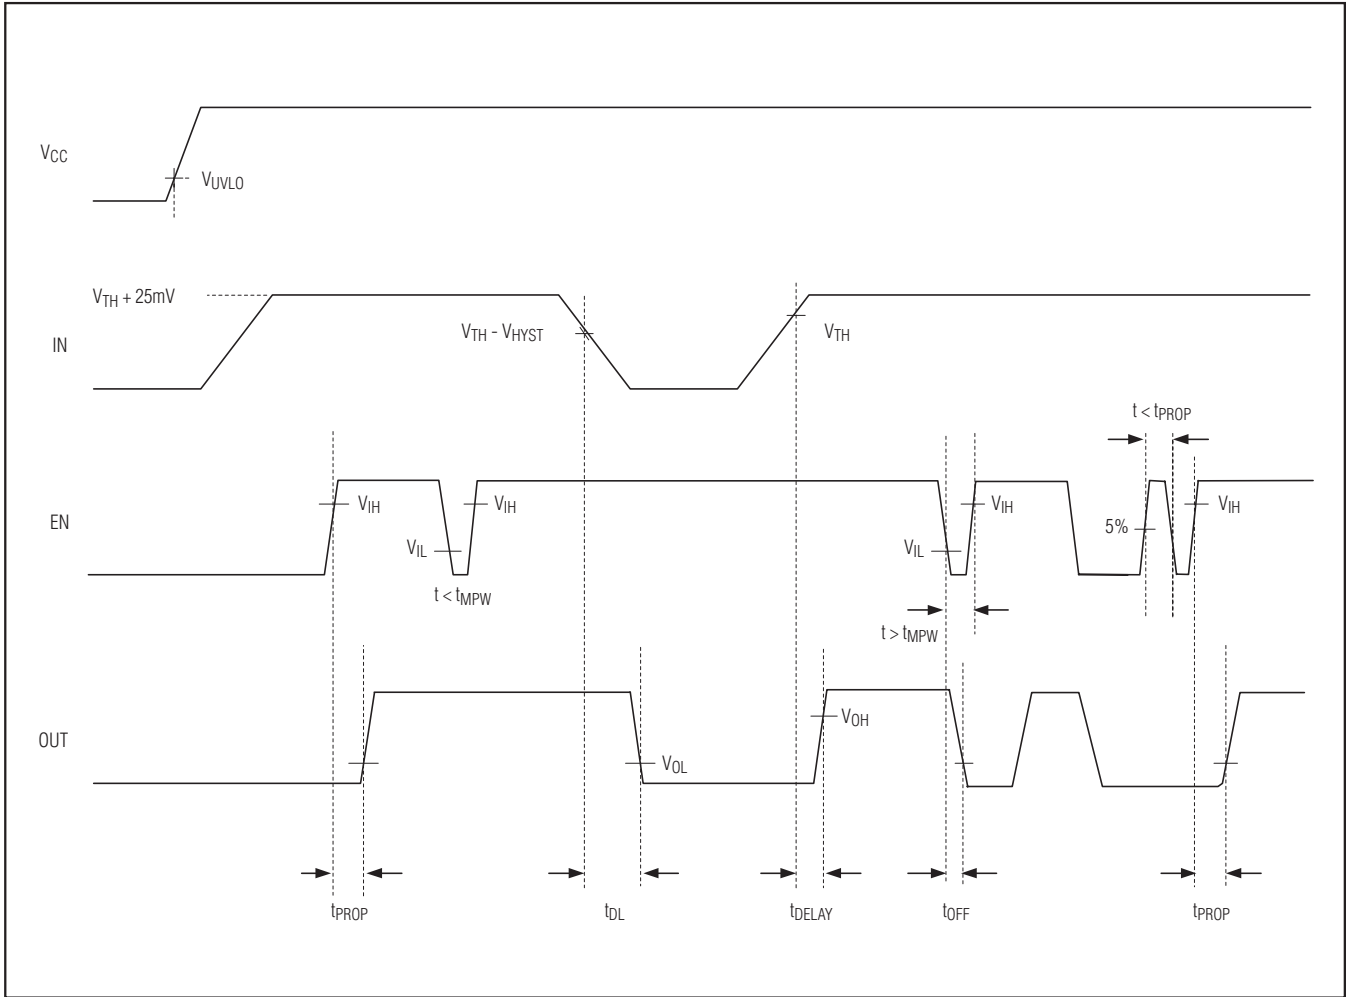 VCC
VUVLO
VTH + 25mV
IN
VTH - VHYST
VTH
t < tPROP
EN
VIH
VIL
VIH
t < tMPW
VIL
VIH
t > tMPW
5%
VIH
OUT
VOL
VOH
tPROP
tDL
tDELAY
tOFF
tPROP